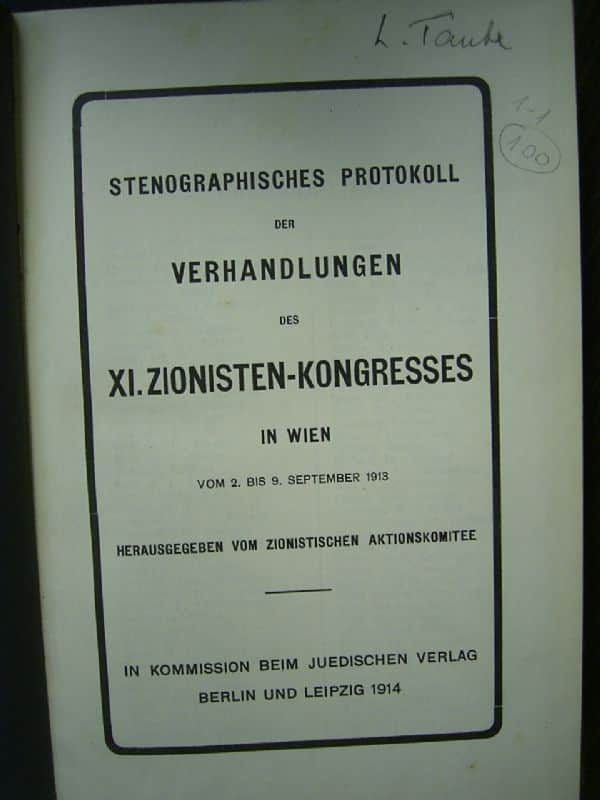 L. Taube
1-1
100
STENOGRAPHISCHES PROTOKOLL
DER
VERHANDLUNGEN
DES
XI. ZIONISTEN-KONGRESSES
IN WIEN
VOM 2. BIS 9. SEPTEMBER 1913
HERAUSGEGEBEN VOM ZIONISTISCHEN AKTIONSKOMITEE
IN KOMMISSION BEIM JUEDISCHEN VERLAG
BERLIN UND LEIPZIG 1914